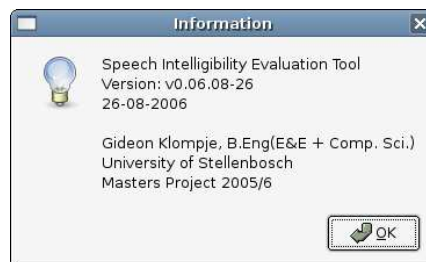 Information
Speech Intelligibility Evaluation Tool
Version: v0.06.08-26
26-08-2006
Gideon Klompje, B.Eng(E&E + Comp. Sci.)
University of Stellenbosch
Masters Project 2005/6
OK